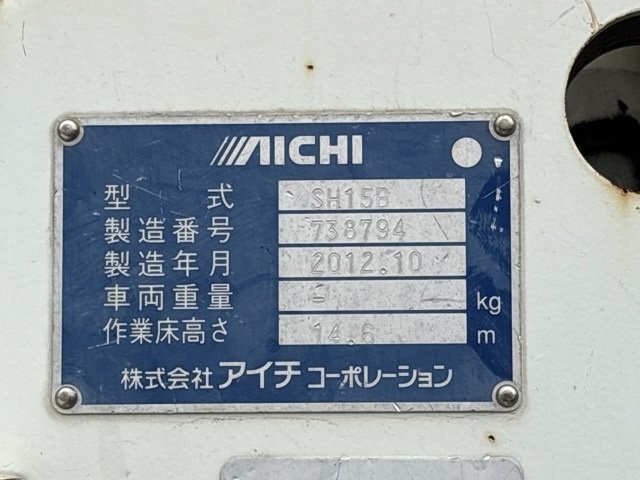 AICHI
型式 SH15B
製造番号 738794
製造年月 2012.10
車両重量 - kg
作業床高さ 14.6 m
株式会社アイチコーポレーション